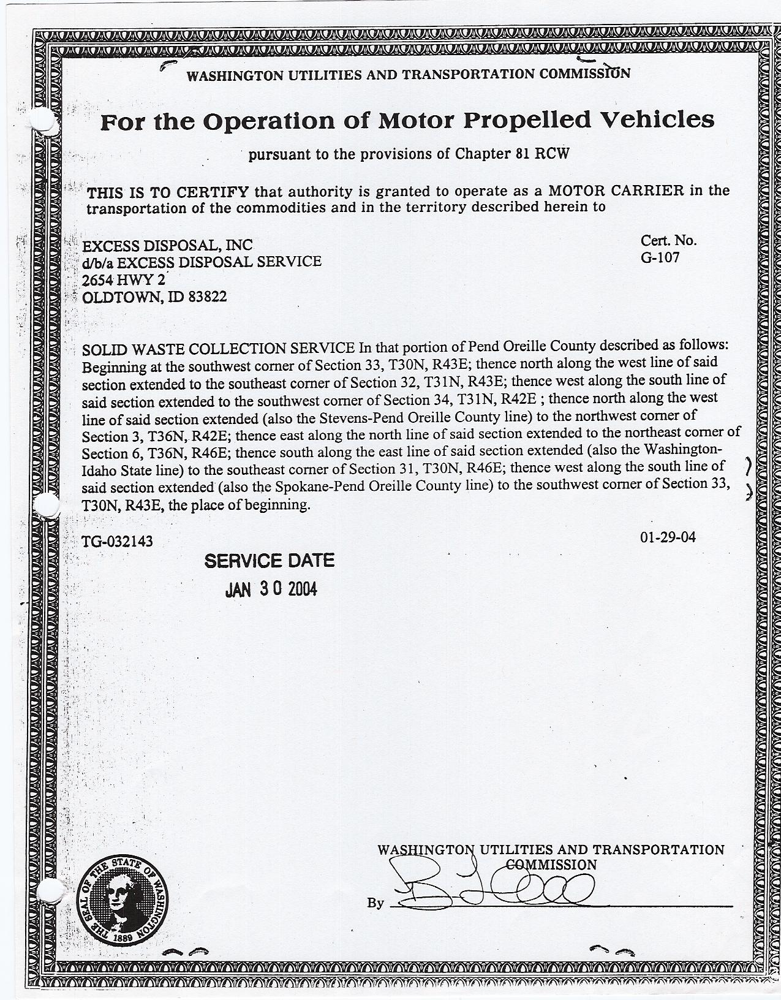 WASHINGTON UTILITIES AND TRANSPORTATION COMMISSION
For the Operation of Motor Propelled Vehicles
pursuant to the provisions of Chapter 81 RCW
THIS IS TO CERTIFY that authority is granted to operate as a MOTOR CARRIER in the
transportation of the commodities and in the territory described herein to
EXCESS DISPOSAL, INC
d/b/a EXCESS DISPOSAL SERVICE
2654 HWY 2
OLDTOWN, ID 83822
Cert. No.
G-107
SOLID WASTE COLLECTION SERVICE In that portion of Pend Oreille County described as follows:
Beginning at the southwest corner of Section 33, T30N, R43E; thence north along the west line of said
section extended to the southeast corner of Section 32, T31N, R43E; thence west along the south line of
said section extended to the southwest corner of Section 34, T31N, R42E ; thence north along the west
line of said section extended (also the Stevens-Pend Oreille County line) to the northwest corner of
Section 3, T36N, R42E; thence east along the north line of said section extended to the northeast corner of
Section 6, T36N, R46E; thence south along the east line of said section extended (also the Washington-
Idaho State line) to the southeast corner of Section 31, T30N, R46E; thence west along the south line of
said section extended (also the Spokane-Pend Oreille County line) to the southwest corner of Section 33,
T30N, R43E, the place of beginning.
TG-032143
01-29-04
SERVICE DATE
JAN 30 2004
WASHINGTON UTILITIES AND TRANSPORTATION
COMMISSION
By
THE SEAL OF THE STATE OF WASHINGTON
1889